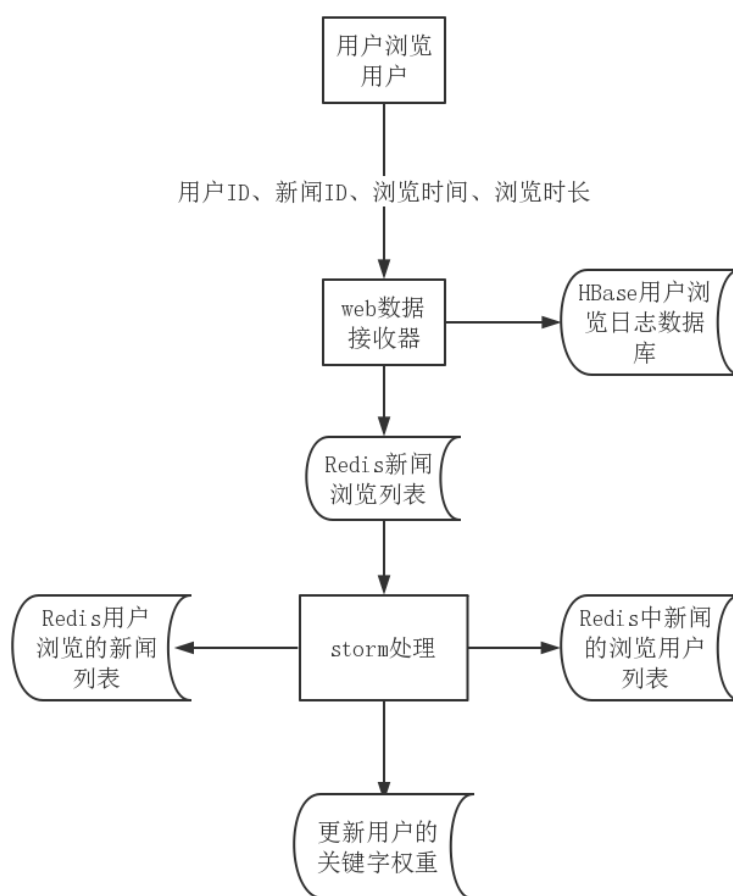 用户浏览
用户
用户ID、新闻ID、浏览时间、浏览时长
web数据
接收器
HBase用户浏
览日志数据
库
Redis新闻
浏览列表
Redis用户
浏览的新闻
列表
storm处理
Redis中新闻
的浏览用户
列表
更新用户的
关键字权重